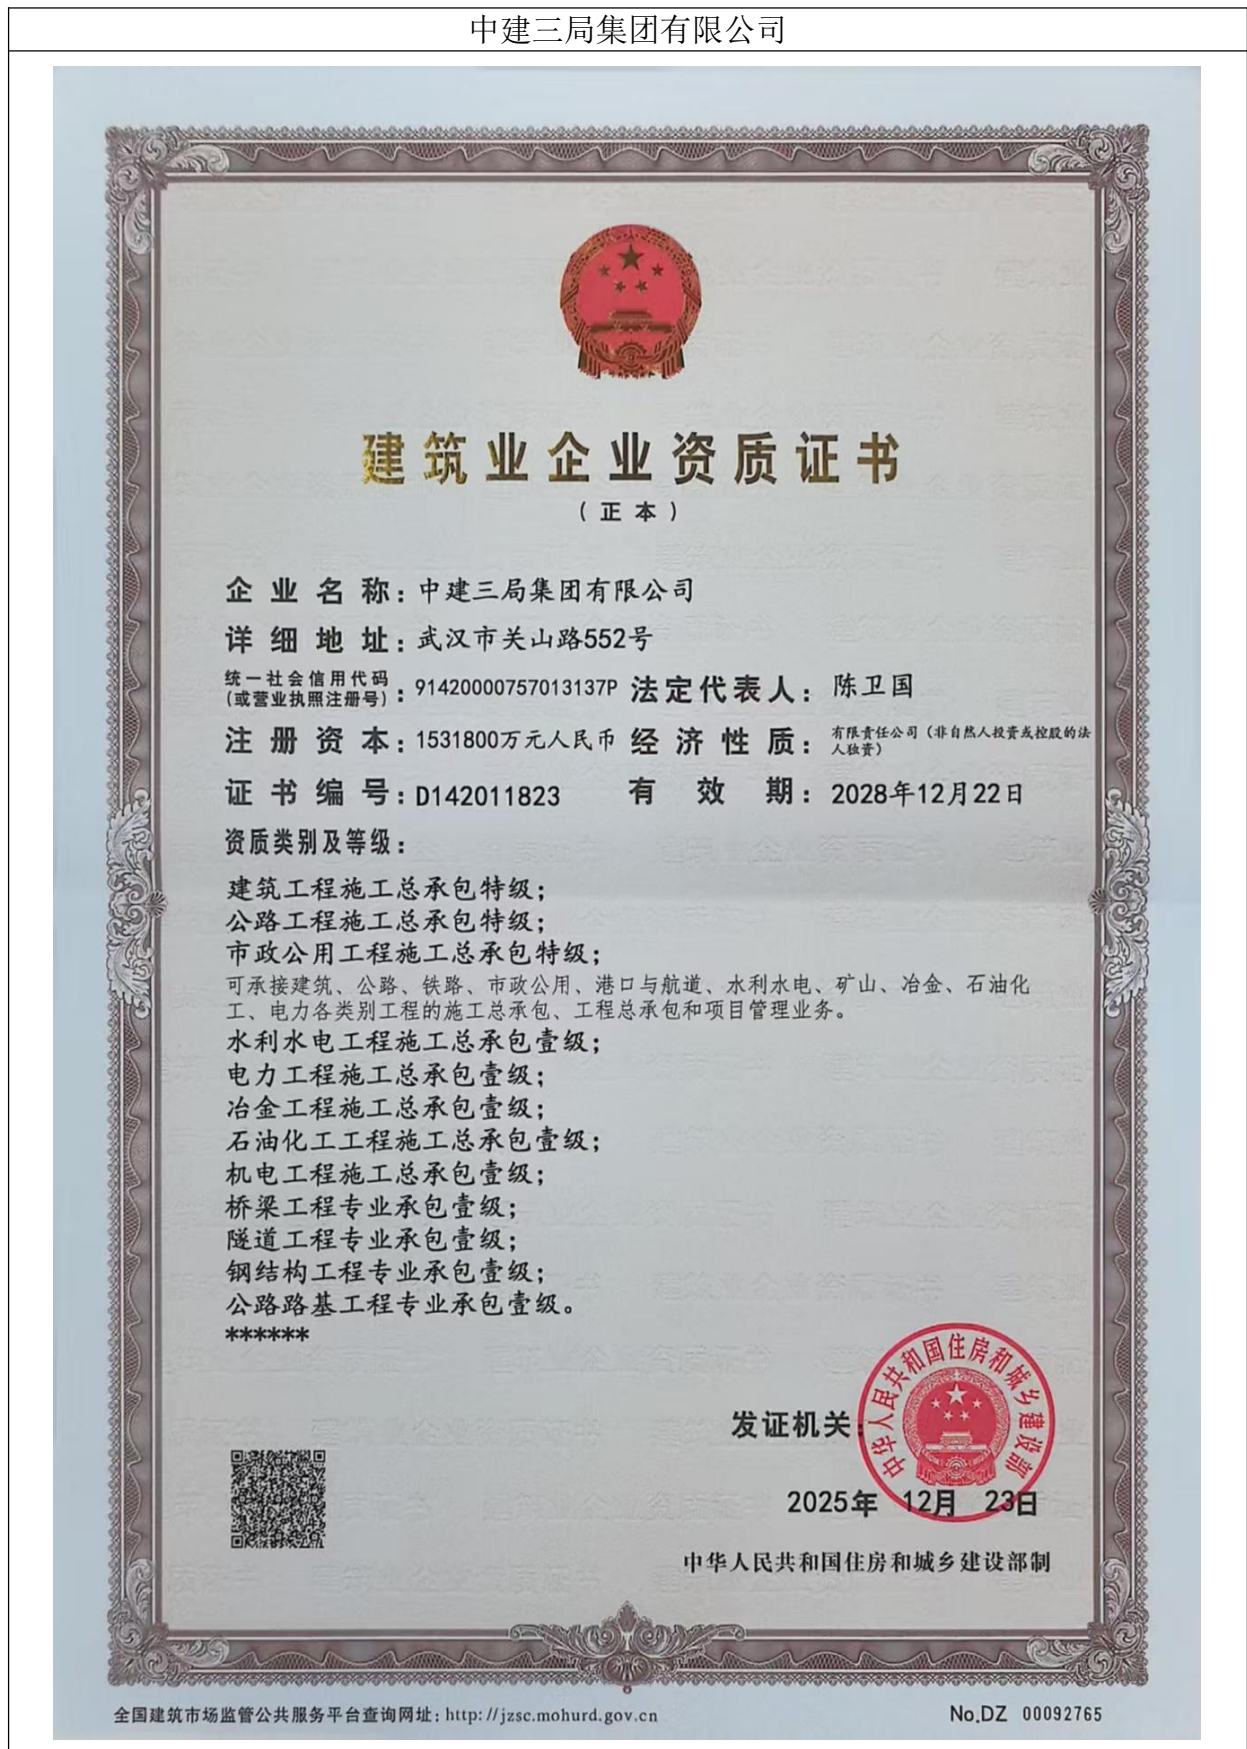 中建三局集团有限公司
建筑业企业资质证书
(正本)
企业名称:中建三局集团有限公司
详细地址:武汉市关山路552号
统一社会信用代码
(或营业执照注册号):91420000757013137P 法定代表人:陈卫国
注册资本:1531800万元人民币 经济性质:有限责任公司(非自然人投资或控股的法
人独资)
证书编号:D142011823 有效期:2028年12月22日
资质类别及等级:
建筑工程施工总承包特级;
公路工程施工总承包特级;
市政公用工程施工总承包特级;
可承接建筑、公路、铁路、市政公用、港口与航道、水利水电、矿山、冶金、石油化
工、电力各类别工程的施工总承包、工程总承包和项目管理业务。
水利水电工程施工总承包壹级;
电力工程施工总承包壹级;
冶金工程施工总承包壹级;
石油化工工程施工总承包壹级;
机电工程施工总承包壹级;
桥梁工程专业承包壹级;
隧道工程专业承包壹级;
钢结构工程专业承包壹级;
公路路基工程专业承包壹级。
******
中华人民共和国住房和城乡建设部
发证机关:
2025年 12月 23日
中华人民共和国住房和城乡建设部制
全国建筑市场监管公共服务平台查询网址:http://jzsc.mohurd.gov.cn
No.DZ 00092765